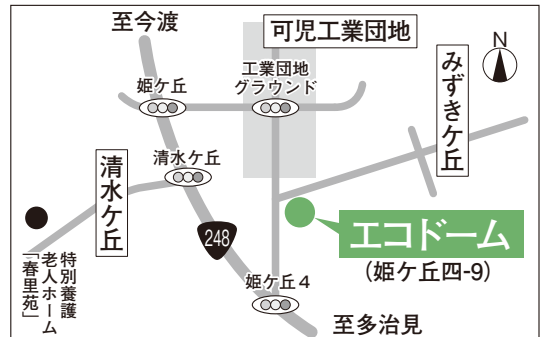 至今渡
可児工業団地
N
姫ケ丘
工業団地
グラウンド
みずきケ丘
清水ケ丘
清水ケ丘
248
エコドーム
(姫ケ丘四-9)
特別養護
老人ホーム
「春里苑」
姫ケ丘4
至多治見